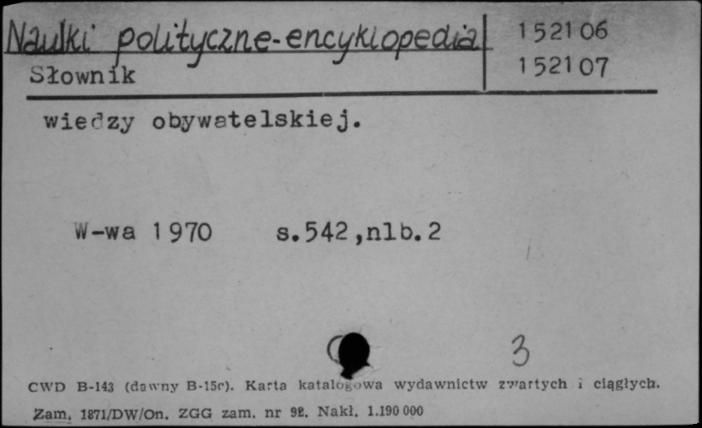 Nauki polityczne-encyklopedia 152106
Słownik 152107
wiedzy obywatelskiej.
W-wa 1970 s.542,nlb.2
3
CWD B-143 (dawny B-15c). Karta katalogowa wydawnictw zwartych i ciągłych.
Zam. 1871/DW/On. ZGG zam. nr 92. Nakł. 1.190 000